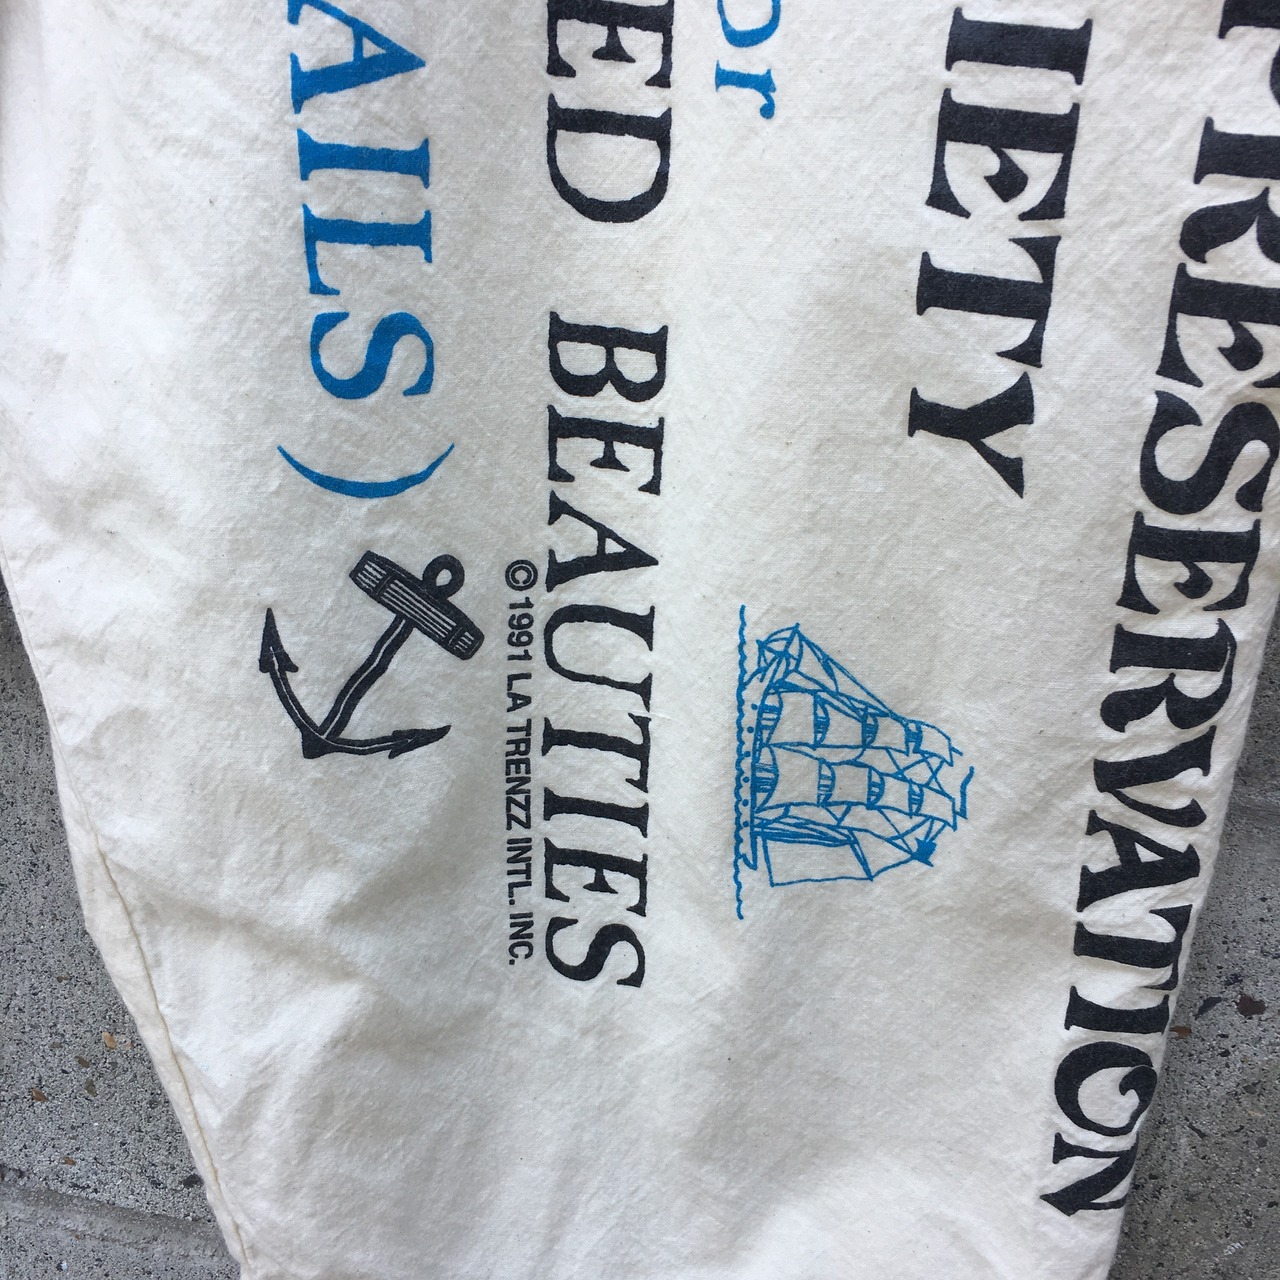 PRESERVATION
IETY
or
ED BEAUTIES
© 1991 LA TRENZZ INTL., INC.
AILS)